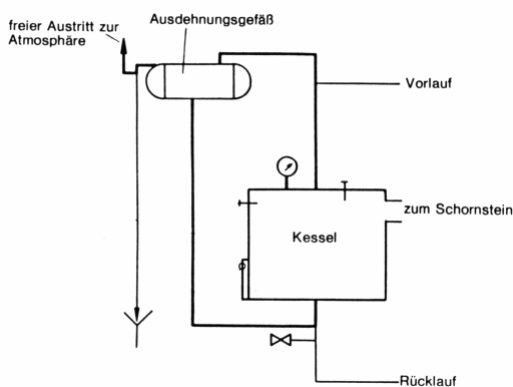 Ausdehnungsgefäß
freier Austritt zur
Atmosphäre
Vorlauf
zum Schornstein
Kessel
Rücklauf